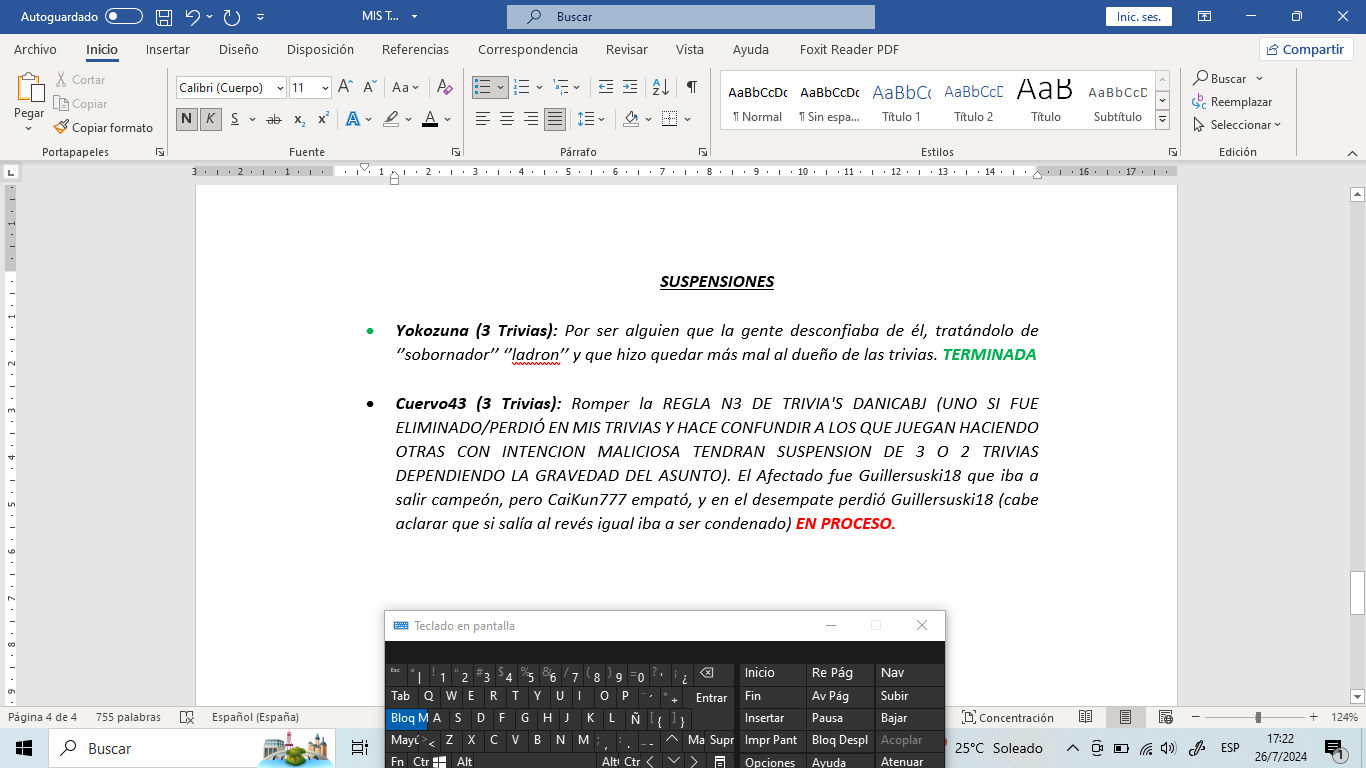 Autoguardado
MIS T...
Buscar
Inic. ses.
Archivo Inicio Insertar Diseño Disposición Referencias Correspondencia Revisar Vista Ayuda Foxit Reader PDF
Compartir
Pegar
Cortar
Copiar
Copiar formato
Portapapeles
Calibri (Cuerpo) 11
Fuente
Párrafo
AaBbCcDc AaBbCcDc AaBbCc AaBbCcD AaB AaBbCcD
¶ Normal ¶ Sin espa... Título 1 Título 2 Título Subtítulo
Estilos
Buscar
Reemplazar
Seleccionar
Edición
3 2 1 1 2 3 4 5 6 7 8 9 10 11 12 13 14 16 17
SUSPENSIONES
Yokozuna (3 Trivias): Por ser alguien que la gente desconfiaba de él, tratándolo de
‘’sobornador’’ ‘’ladron’’ y que hizo quedar más mal al dueño de las trivias. TERMINADA
Cuervo43 (3 Trivias): Romper la REGLA N3 DE TRIVIA'S DANICABJ (UNO SI FUE
ELIMINADO/PERDIÓ EN MIS TRIVIAS Y HACE CONFUNDIR A LOS QUE JUEGAN HACIENDO
OTRAS CON INTENCION MALICIOSA TENDRAN SUSPENSION DE 3 O 2 TRIVIAS
DEPENDIENDO LA GRAVEDAD DEL ASUNTO). El Afectado fue Guillersuski18 que iba a
salir campeón, pero CaiKun777 empató, y en el desempate perdió Guillersuski18 (cabe
aclarar que si salía al revés igual iba a ser condenado) EN PROCESO.
Teclado en pantalla
Inicio Re Pág Nav
Tab Q W E R T Y U I O P Entrar Fin Av Pág Subir
Bloq M A S D F G H J K L Ñ Insertar Pausa Bajar
Mayú Z X C V B N M Ma Supr Impr Pant Bloq Despl Acoplar
Fn Ctr Alt Alt Ctr Opciones Ayuda Atenuar
Página 4 de 4 755 palabras Español (España) Concentración 124%
Buscar
25°C Soleado
ESP
17:22
26/7/2024